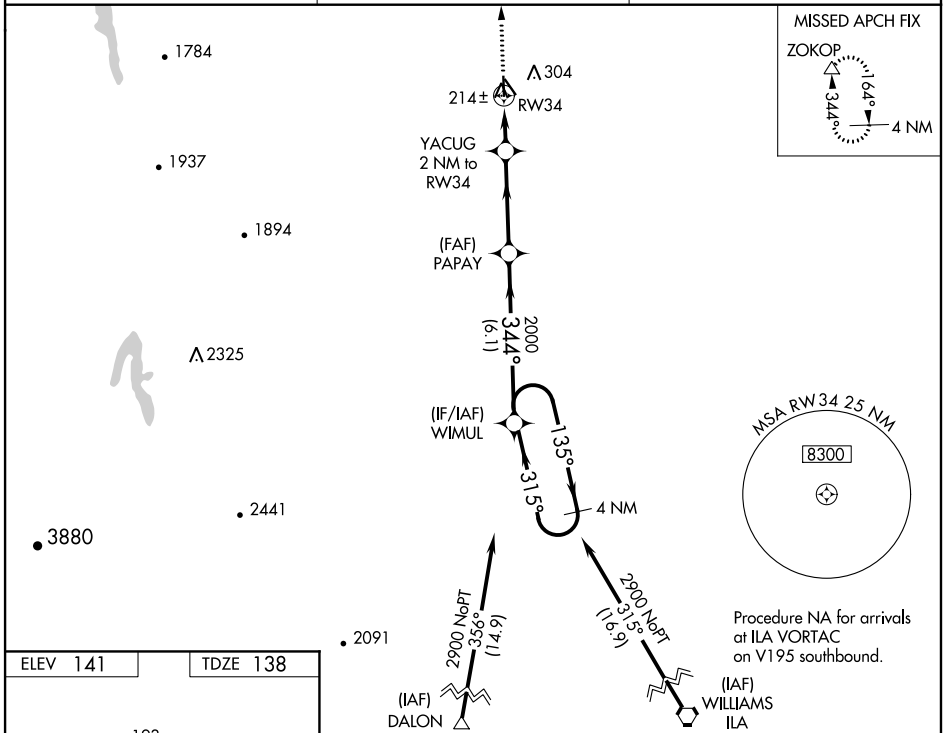 MISSED APCH FIX
ZOKOP
344°
164°
4 NM
1784
304
214±
RW34
YACUG
2 NM to
RW34
1937
1894
(FAF)
PAPAY
2000
344°
(6.1)
2325
(IF/IAF)
WIMUL
135°
315°
4 NM
MSA RW34 25 NM
8300
2441
3880
2900 NoPT
356°
(14.9)
2900 NoPT
315°
(16.9)
Procedure NA for arrivals
at ILA VORTAC
on V195 southbound.
2091
ELEV 141
TDZE 138
(IAF)
DALON
(IAF)
WILLIAMS
ILA